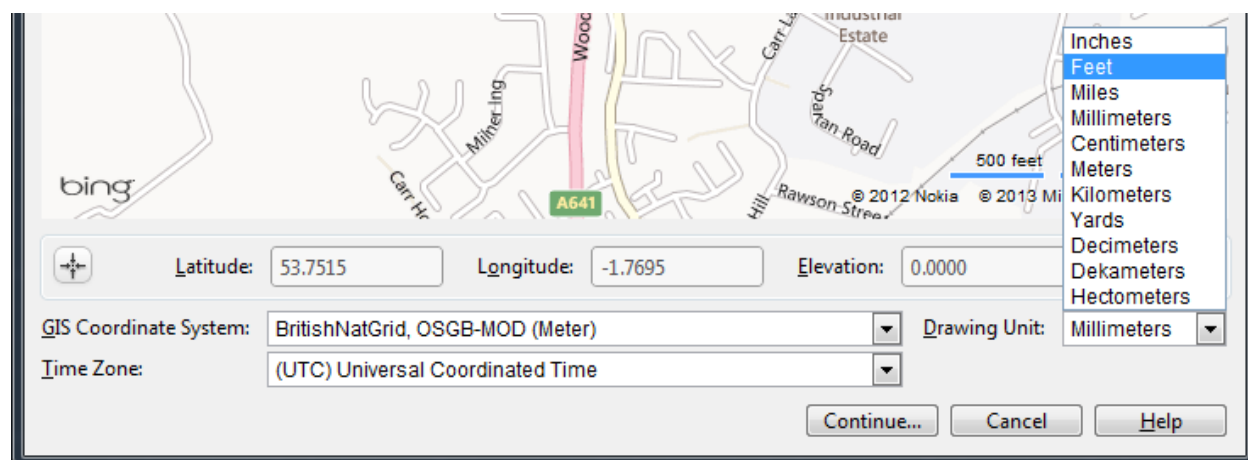 Industrial
Estate
Wood
Carr La
Milner Ing
Spartan Road
500 feet
bing
Carr Ho
A641
Hill
Rawson Street
© 2012 Nokia © 2013 Mi
Inches
Feet
Miles
Millimeters
Centimeters
Meters
Kilometers
Yards
Decimeters
Dekameters
Hectometers
Latitude: 53.7515 Longitude: -1.7695 Elevation: 0.0000
GIS Coordinate System: BritishNatGrid, OSGB-MOD (Meter) Drawing Unit: Millimeters
Time Zone: (UTC) Universal Coordinated Time
Continue... Cancel Help